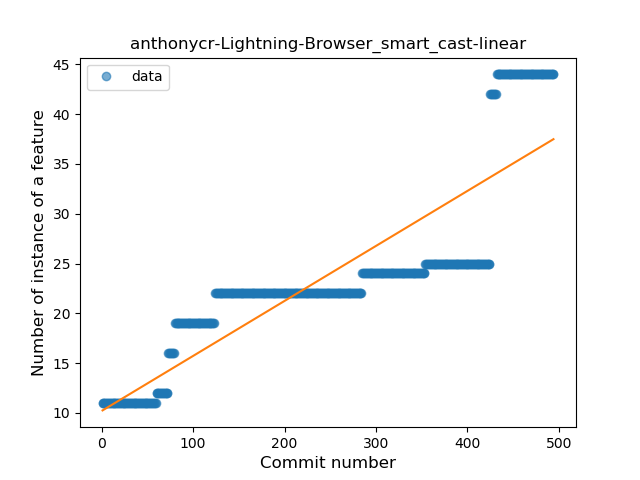 anthonycr-Lightning-Browser_smart_cast-linear
data
Number of instance of a feature
45
40
35
30
25
20
15
10
0 100 200 300 400 500
Commit number